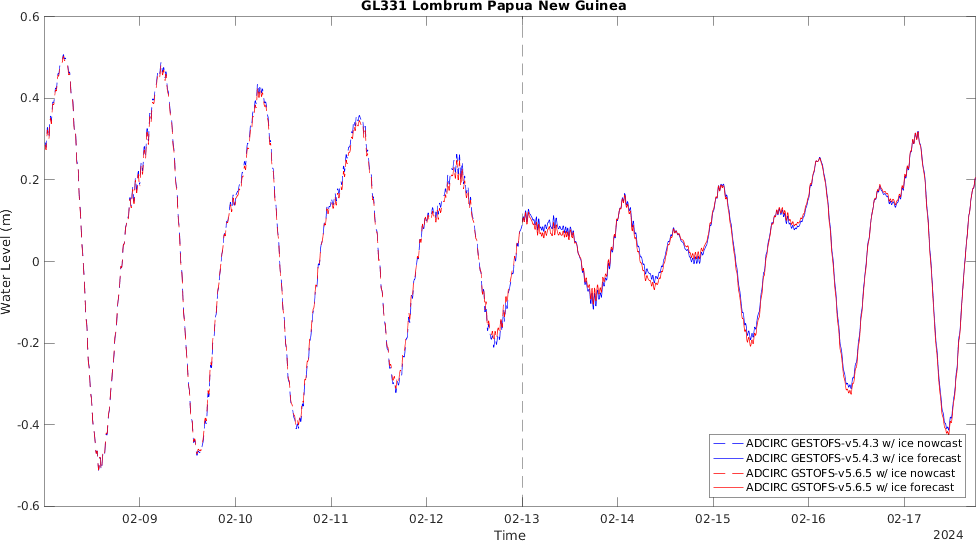 GL331 Lombrum Papua New Guinea
0.6
0.4
0.2
0
-0.2
-0.4
-0.6
Water Level (m)
02-09
02-10
02-11
02-12
02-13
02-14
02-15
02-16
02-17
Time
2024
ADCIRC GESTOFS-v5.4.3 w/ ice nowcast
ADCIRC GESTOFS-v5.4.3 w/ ice forecast
ADCIRC GSTOFS-v5.6.5 w/ ice nowcast
ADCIRC GSTOFS-v5.6.5 w/ ice forecast